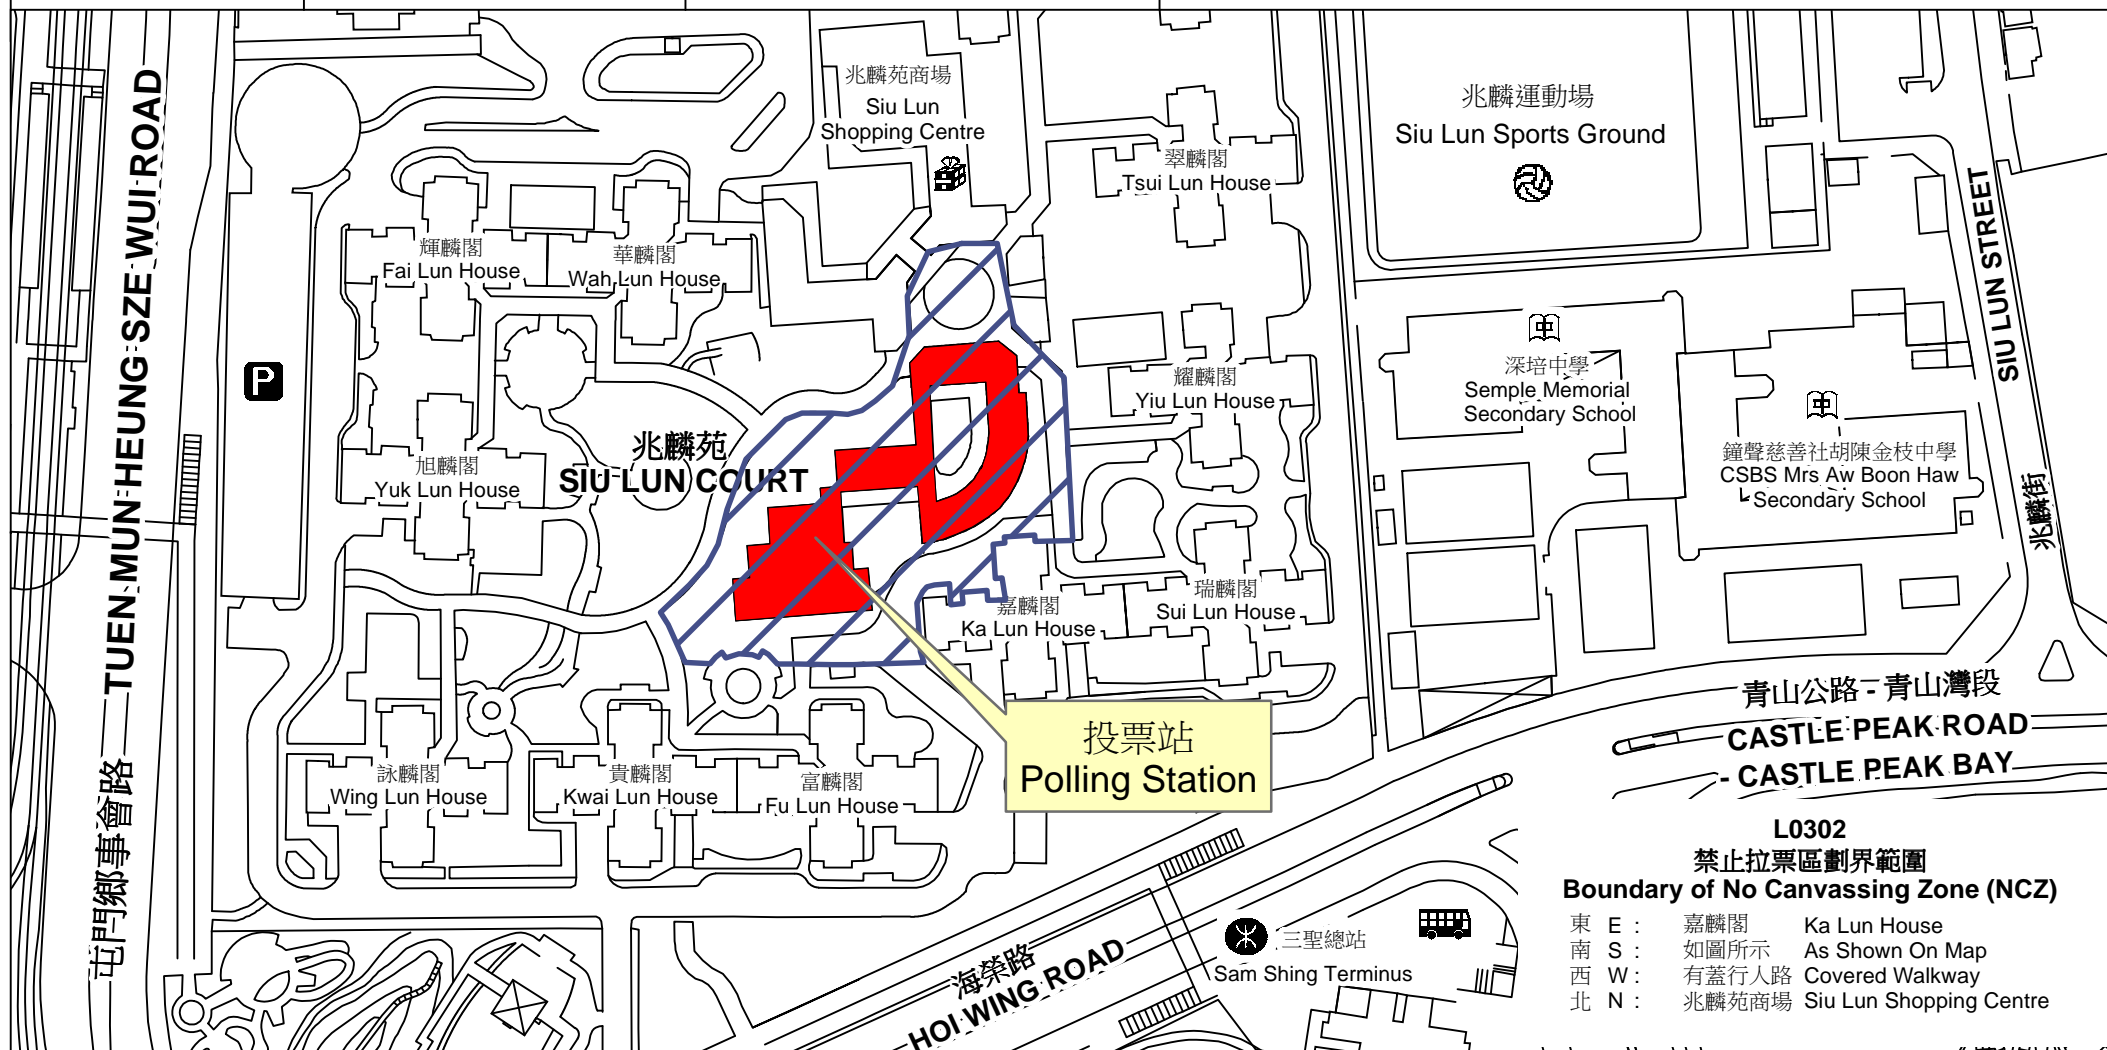 兆麟苑商場
Siu Lun
Shopping Centre
兆麟運動場
Siu Lun Sports Ground
翠麟閣
Tsui Lun House
輝麟閣
Fai Lun House
華麟閣
Wah Lun House
P
TUEN MUN HEUNG SZE WUI ROAD
屯門鄉事會路
SIU LUN STREET
兆麟街
中
深培中學
Semple Memorial
Secondary School
耀麟閣
Yiu Lun House
中
鐘聲慈善社胡陳金枝中學
CSBS Mrs Aw Boon Haw
Secondary School
兆麟苑
SIU LUN COURT
旭麟閣
Yuk Lun House
嘉麟閣
Ka Lun House
瑞麟閣
Sui Lun House
投票站
Polling Station
詠麟閣
Wing Lun House
貴麟閣
Kwai Lun House
富麟閣
Fu Lun House
青山公路 - 青山灣段
CASTLE PEAK ROAD
- CASTLE PEAK BAY
海榮路
HOI WING ROAD
三聖總站
Sam Shing Terminus
L0302
禁止拉票區劃界範圍
Boundary of No Canvassing Zone (NCZ)
東 E : 嘉麟閣 Ka Lun House
南 S : 如圖所示 As Shown On Map
西 W : 有蓋行人路 Covered Walkway
北 N : 兆麟苑商場 Siu Lun Shopping Centre